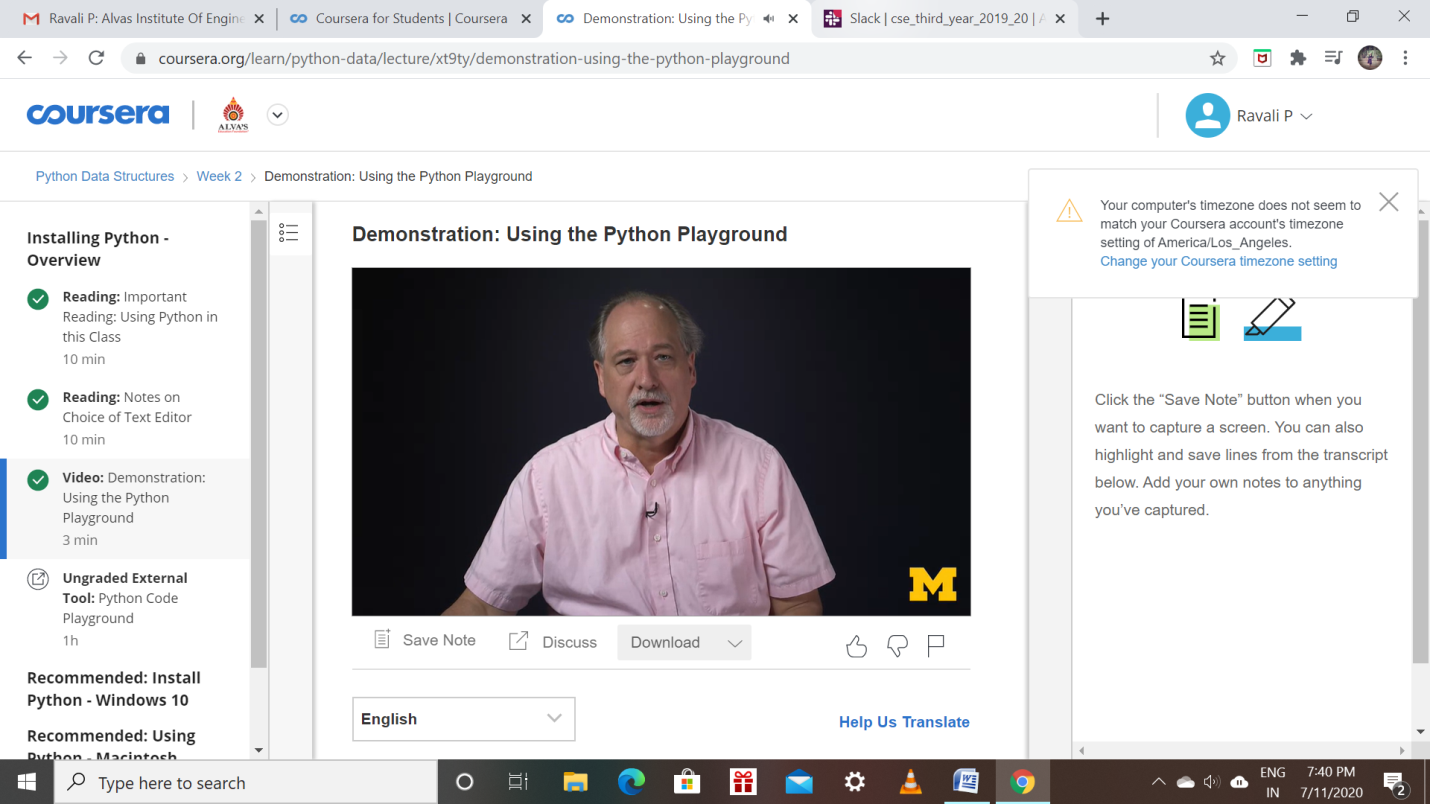 Ravali P: Alvas Institute Of Engine
Coursera for Students | Coursera
Demonstration: Using the Py
Slack | cse_third_year_2019_20 | A
coursera.org/learn/python-data/lecture/xt9ty/demonstration-using-the-python-playground
coursera
ALVA'S
Ravali P
Python Data Structures > Week 2 > Demonstration: Using the Python Playground
Your computer's timezone does not seem to
match your Coursera account's timezone
setting of America/Los_Angeles.
Change your Coursera timezone setting
Installing Python -
Overview
Reading: Important
Reading: Using Python in
this Class
10 min
Reading: Notes on
Choice of Text Editor
10 min
Video: Demonstration:
Using the Python
Playground
3 min
Ungraded External
Tool: Python Code
Playground
1h
Recommended: Install
Python - Windows 10
Recommended: Using
Python - Macintosh
Demonstration: Using the Python Playground
M
Save Note
Discuss
Download
English
Help Us Translate
Click the “Save Note” button when you
want to capture a screen. You can also
highlight and save lines from the transcript
below. Add your own notes to anything
you’ve captured.
Type here to search
ENG
IN
7:40 PM
7/11/2020
2